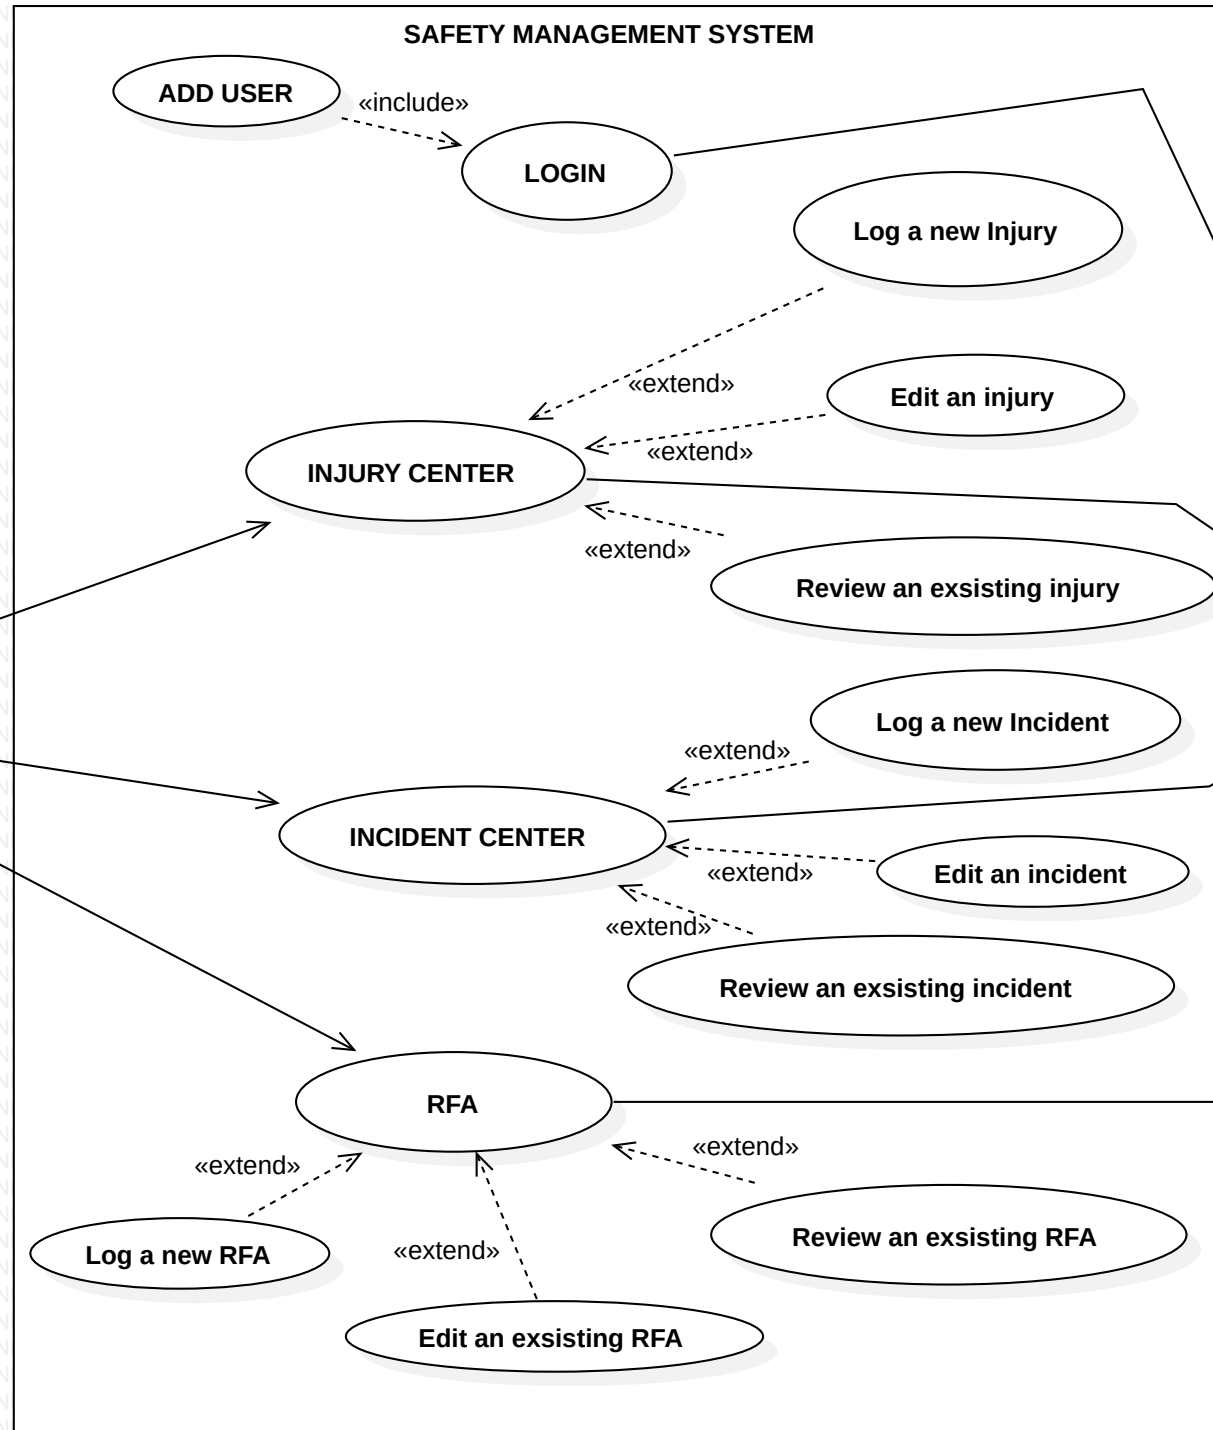 SAFETY MANAGEMENT SYSTEM
ADD USER
«include»
LOGIN
Log a new Injury
«extend»
Edit an injury
«extend»
INJURY CENTER
«extend»
Review an exsisting injury
Log a new Incident
«extend»
INCIDENT CENTER
«extend»
Edit an incident
«extend»
Review an exsisting incident
RFA
«extend»
«extend»
Review an exsisting RFA
Log a new RFA
«extend»
Edit an exsisting RFA